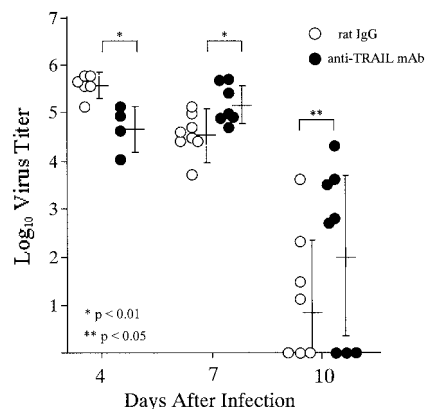 7
6
5
4
3
2
1
Log10 Virus Titer
*
*
**
rat IgG
anti-TRAIL mAb
* p < 0.01
** p < 0.05
4
7
10
Days After Infection